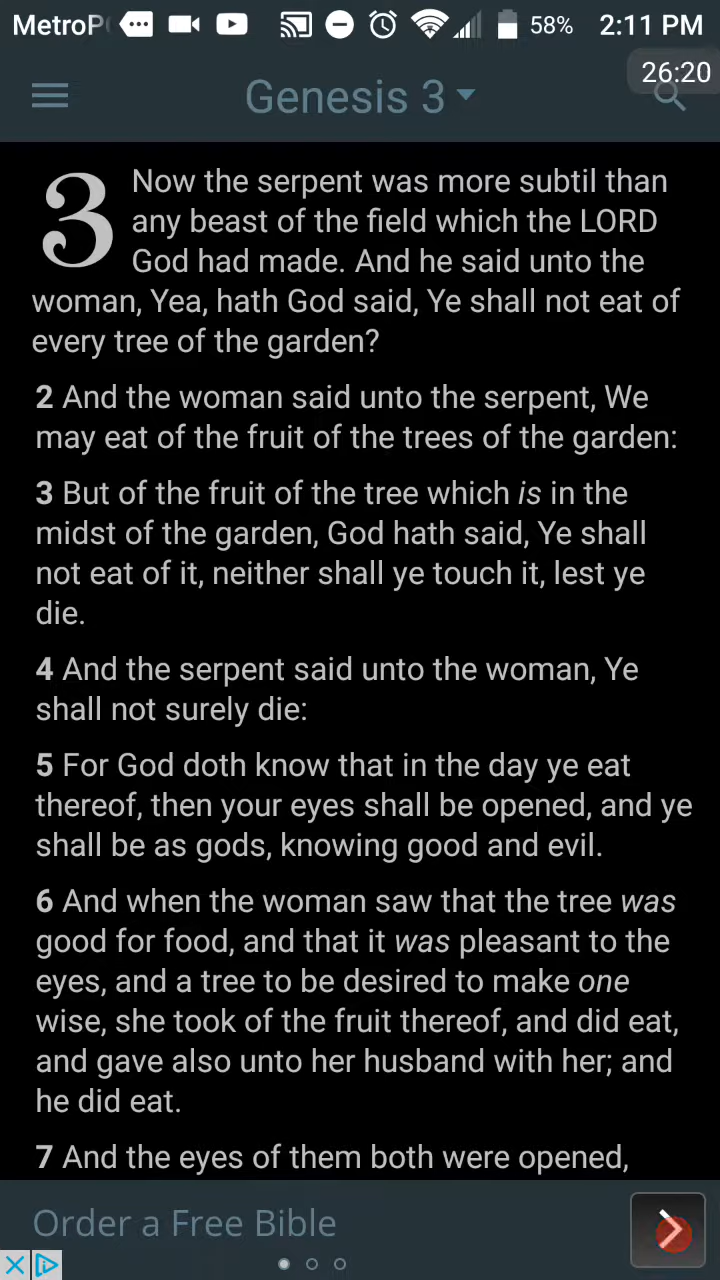 MetroP 58% 2:11 PM
26:20
Genesis 3
3 Now the serpent was more subtil than
any beast of the field which the LORD
God had made. And he said unto the
woman, Yea, hath God said, Ye shall not eat of
every tree of the garden?
2 And the woman said unto the serpent, We
may eat of the fruit of the trees of the garden:
3 But of the fruit of the tree which is in the
midst of the garden, God hath said, Ye shall
not eat of it, neither shall ye touch it, lest ye
die.
4 And the serpent said unto the woman, Ye
shall not surely die:
5 For God doth know that in the day ye eat
thereof, then your eyes shall be opened, and ye
shall be as gods, knowing good and evil.
6 And when the woman saw that the tree was
good for food, and that it was pleasant to the
eyes, and a tree to be desired to make one
wise, she took of the fruit thereof, and did eat,
and gave also unto her husband with her; and
he did eat.
7 And the eyes of them both were opened,
Order a Free Bible